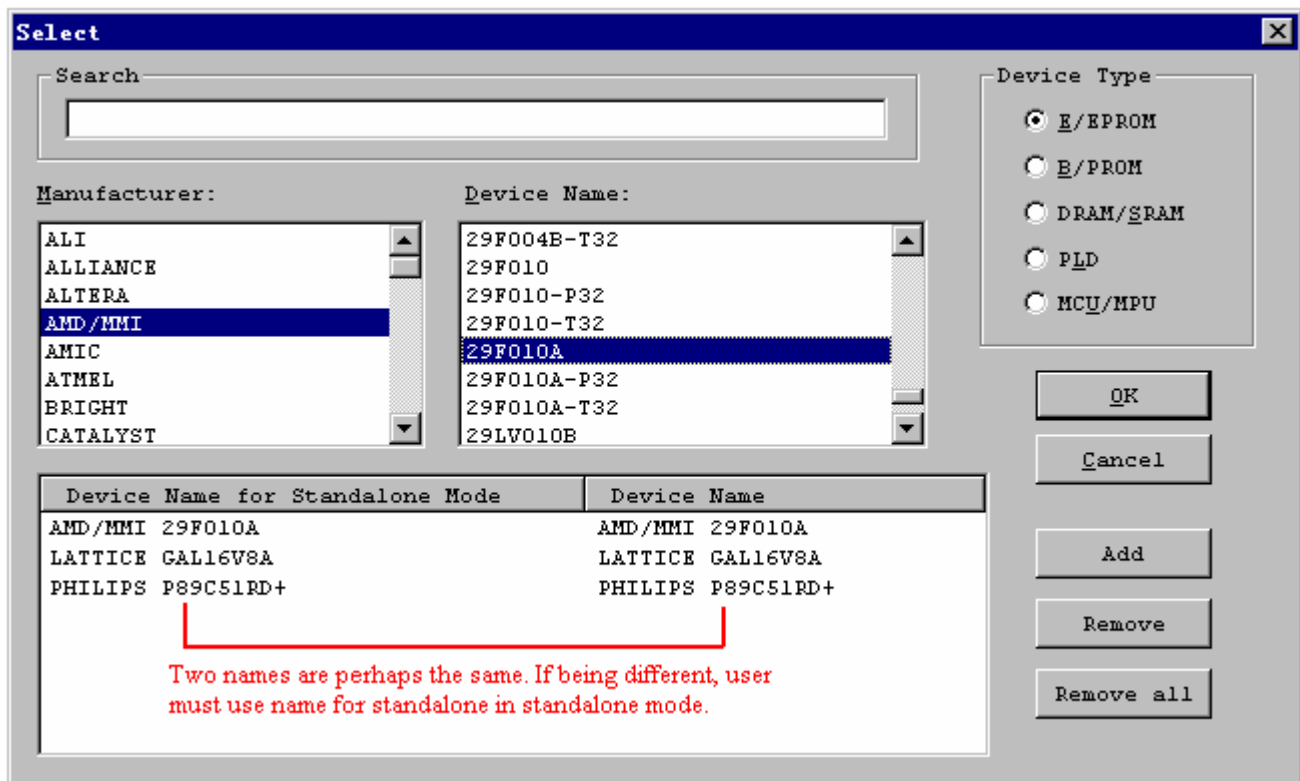 Select
Search
Device Type
E/EPROM
B/PROM
DRAM/SRAM
PLD
MCU/MPU
Manufacturer:
ALI
ALLIANCE
ALTERA
AMD/MMI
AMIC
ATMEL
BRIGHT
CATALYST
Device Name:
29F004B-T32
29F010
29F010-P32
29F010-T32
29F010A
29F010A-P32
29F010A-T32
29LV010B
OK
Cancel
Device Name for Standalone Mode Device Name
AMD/MMI 29F010A AMD/MMI 29F010A
LATTICE GAL16V8A LATTICE GAL16V8A
PHILIPS P89C51RD+ PHILIPS P89C51RD+
Two names are perhaps the same. If being different, user
must use name for standalone in standalone mode.
Add
Remove
Remove all